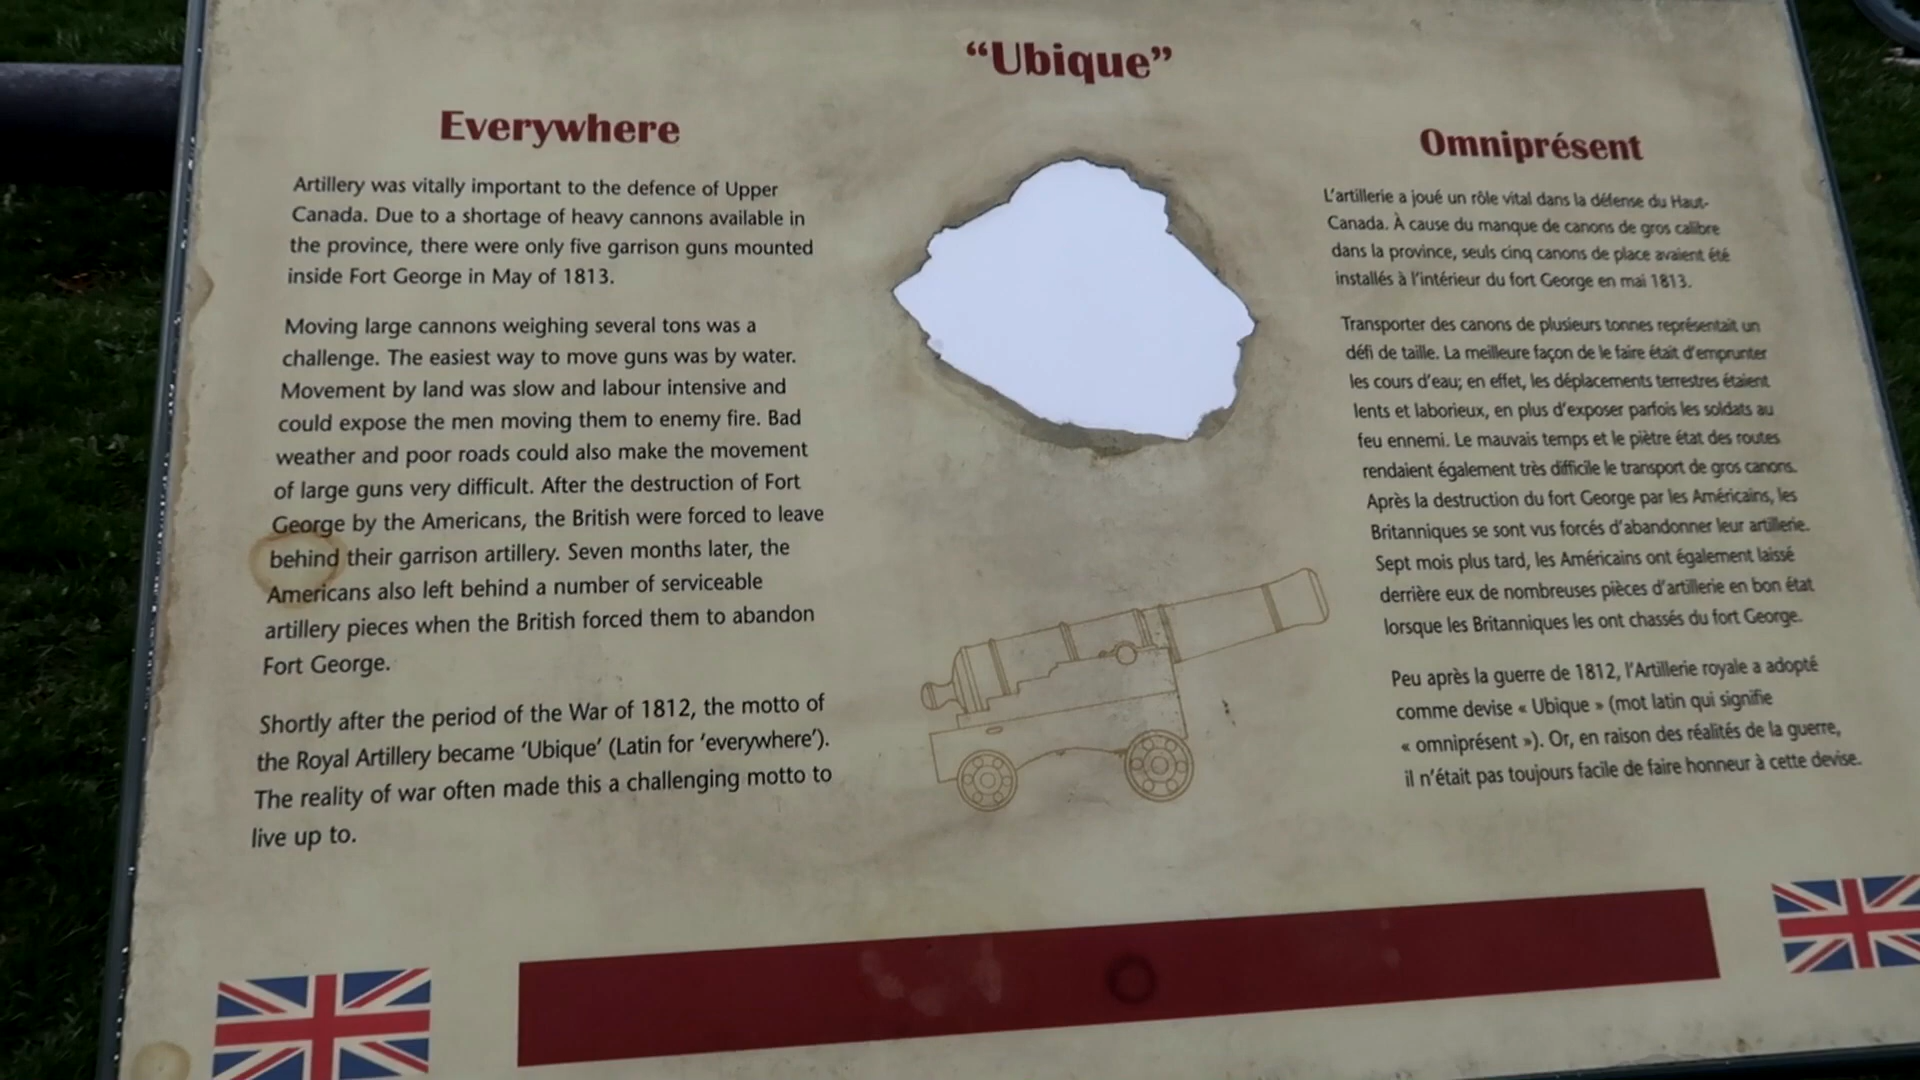 “Ubique”
Everywhere
Artillery was vitally important to the defence of Upper
Canada. Due to a shortage of heavy cannons available in
the province, there were only five garrison guns mounted
inside Fort George in May of 1813.
Moving large cannons weighing several tons was a
challenge. The easiest way to move guns was by water.
Movement by land was slow and labour intensive and
could expose the men moving them to enemy fire. Bad
weather and poor roads could also make the movement
of large guns very difficult. After the destruction of Fort
George by the Americans, the British were forced to leave
behind their garrison artillery. Seven months later, the
Americans also left behind a number of serviceable
artillery pieces when the British forced them to abandon
Fort George.
Shortly after the period of the War of 1812, the motto of
the Royal Artillery became ‘Ubique’ (Latin for ‘everywhere’).
The reality of war often made this a challenging motto to
live up to.
Omniprésent
L’artillerie a joué un rôle vital dans la défense du Haut-
Canada. À cause du manque de canons de gros calibre
dans la province, seuls cinq canons de place avaient été
installés à l’intérieur du fort George en mai 1813.
Transporter des canons de plusieurs tonnes représentait un
défi de taille. La meilleure façon de le faire était d’emprunter
les cours d’eau; en effet, les déplacements terrestres étaient
lents et laborieux, en plus d’exposer parfois les soldats au
feu ennemi. Le mauvais temps et le piètre état des routes
rendaient également très difficile le transport de gros canons.
Après la destruction du fort George par les Américains, les
Britanniques se sont vus forcés d’abandonner leur artillerie.
Sept mois plus tard, les Américains ont également laissé
derrière eux de nombreuses pièces d’artillerie en bon état
lorsque les Britanniques les ont chassés du fort George.
Peu après la guerre de 1812, l’Artillerie royale a adopté
comme devise « Ubique » (mot latin qui signifie
« omniprésent »). Or, en raison des réalités de la guerre,
il n’était pas toujours facile de faire honneur à cette devise.